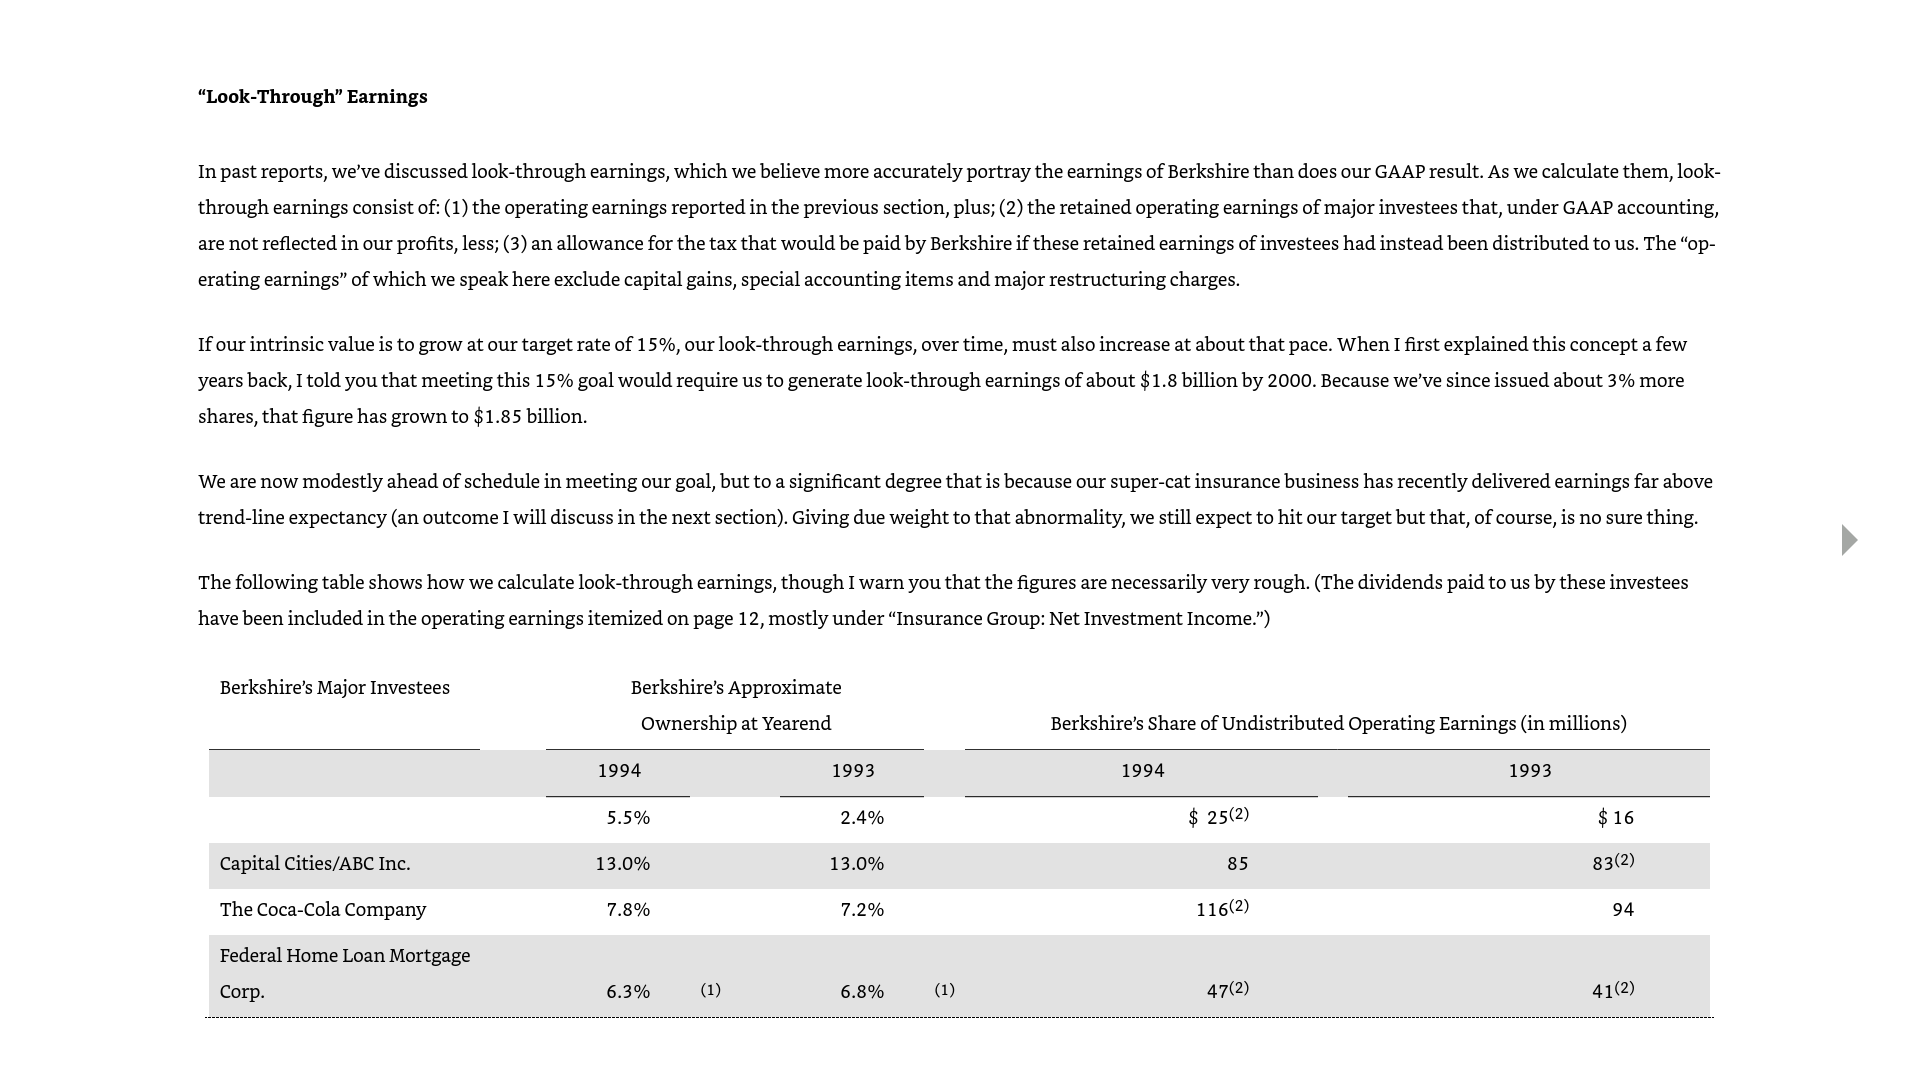 “Look-Through” Earnings
In past reports, we’ve discussed look-through earnings, which we believe more accurately portray the earnings of Berkshire than does our GAAP result. As we calculate them, look-
through earnings consist of: (1) the operating earnings reported in the previous section, plus; (2) the retained operating earnings of major investees that, under GAAP accounting,
are not reflected in our profits, less; (3) an allowance for the tax that would be paid by Berkshire if these retained earnings of investees had instead been distributed to us. The “op-
erating earnings” of which we speak here exclude capital gains, special accounting items and major restructuring charges.
If our intrinsic value is to grow at our target rate of 15%, our look-through earnings, over time, must also increase at about that pace. When I first explained this concept a few
years back, I told you that meeting this 15% goal would require us to generate look-through earnings of about $1.8 billion by 2000. Because we’ve since issued about 3% more
shares, that figure has grown to $1.85 billion.
We are now modestly ahead of schedule in meeting our goal, but to a significant degree that is because our super-cat insurance business has recently delivered earnings far above
trend-line expectancy (an outcome I will discuss in the next section). Giving due weight to that abnormality, we still expect to hit our target but that, of course, is no sure thing.
The following table shows how we calculate look-through earnings, though I warn you that the figures are necessarily very rough. (The dividends paid to us by these investees
have been included in the operating earnings itemized on page 12, mostly under “Insurance Group: Net Investment Income.”)
Berkshire’s Major Investees Berkshire’s Approximate
Ownership at Yearend Berkshire’s Share of Undistributed Operating Earnings (in millions)
1994 1993 1994 1993
5.5% 2.4% $ 25(2) $ 16
Capital Cities/ABC Inc. 13.0% 13.0% 85 83(2)
The Coca-Cola Company 7.8% 7.2% 116(2) 94
Federal Home Loan Mortgage
Corp. 6.3% (1) 6.8% (1) 47(2) 41(2)